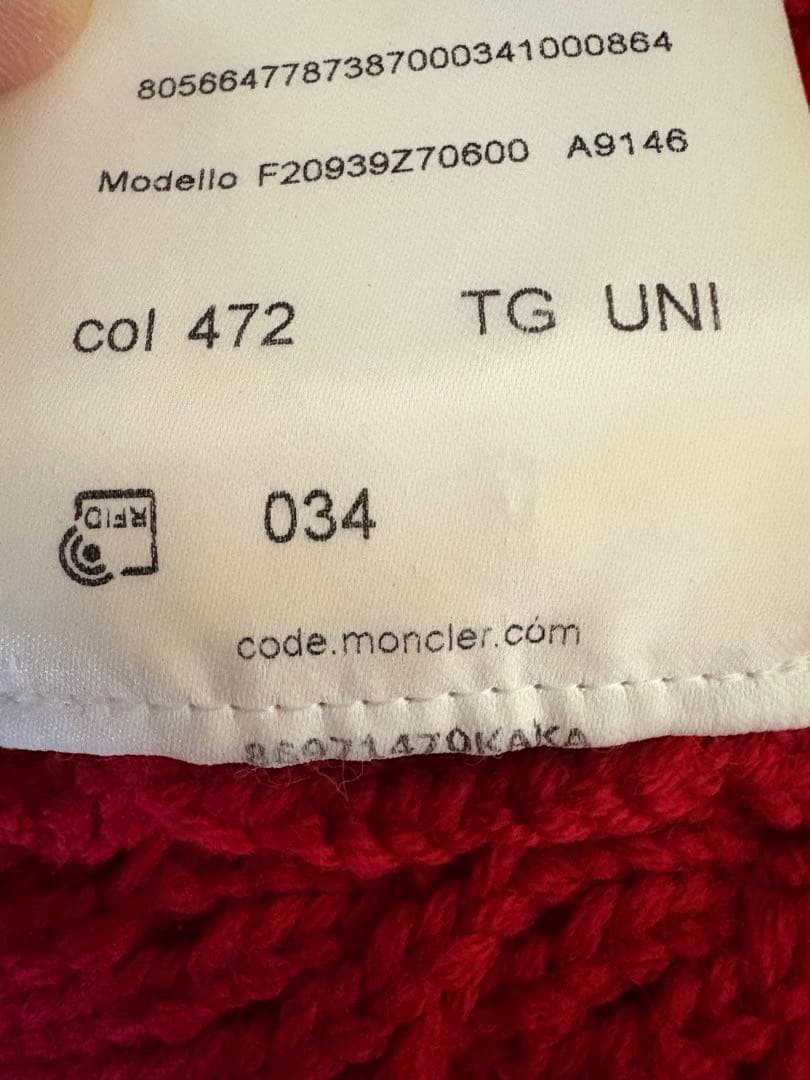 8056647787387000341000864
Modello F20939Z70600 A9146
col 472 TG UNI
RFID 034
code.moncler.com